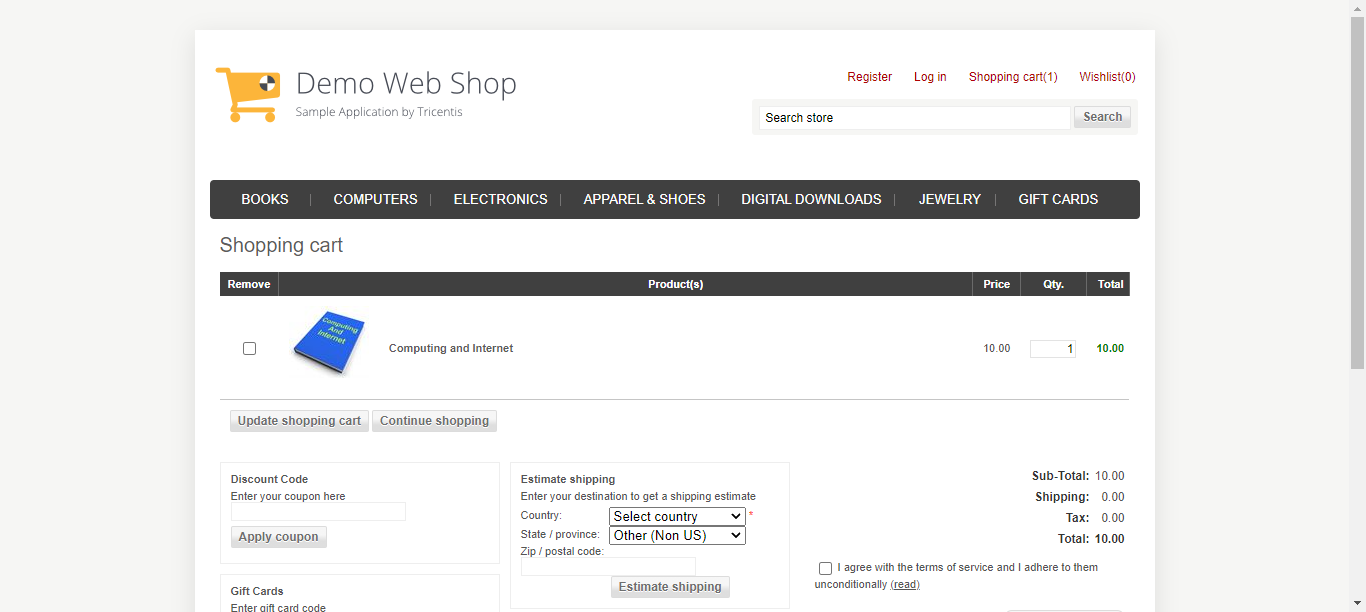 Demo Web Shop
Sample Application by Tricentis
Register Log in Shopping cart(1) Wishlist(0)
Search store Search
BOOKS COMPUTERS ELECTRONICS APPAREL & SHOES DIGITAL DOWNLOADS JEWELRY GIFT CARDS
Shopping cart
Remove Product(s) Price Qty. Total
Computing
And
Internet
Computing and Internet 10.00 1 10.00
Update shopping cart Continue shopping
Discount Code
Enter your coupon here
Apply coupon
Gift Cards
Enter gift card code
Estimate shipping
Enter your destination to get a shipping estimate
Country: Select country *
State / province: Other (Non US)
Zip / postal code:
Estimate shipping
Sub-Total: 10.00
Shipping: 0.00
Tax: 0.00
Total: 10.00
I agree with the terms of service and I adhere to them
unconditionally (read)